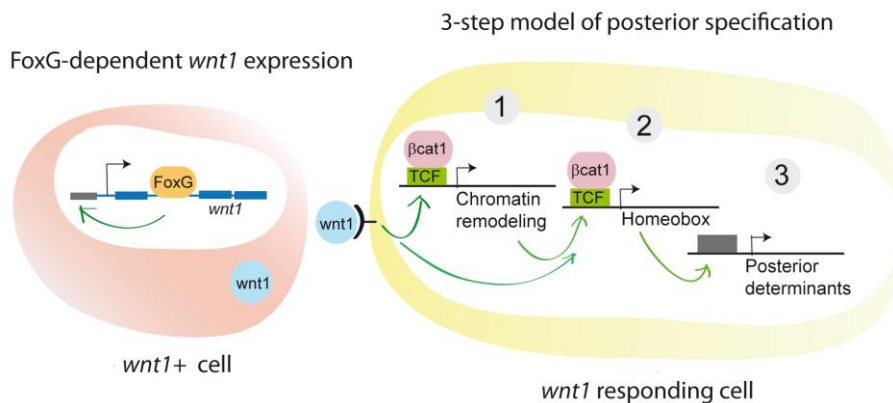 3-step model of posterior specification
FoxG-dependent wnt1 expression
1
2
3
FoxG
wnt1
wnt1
wnt1+ cell
wnt1
βcat1
TCF
Chromatin
remodeling
βcat1
TCF
Homeobox
Posterior
determinants
wnt1 responding cell